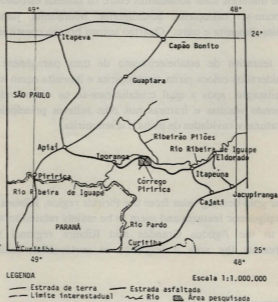 49°
48°
Itapeva
24°
Capão Bonito
Guapiara
SÃO PAULO
Ribeirão Pilões
Rio Ribeira de Iguape
Apiaí
Iporanga
Eldorado
Itapeúna
Córrego
Piririca
Piririca
Rio Ribeira de Iguape
Jacupiranga
Cajati
Rio Pardo
PARANÁ
Curitiba
Curitiba
25°
49°
48°
LEGENDA
Escala 1:1.000.000
Estrada de terra
Estrada asfaltada
Limite interestadual
Rio
Área pesquisada